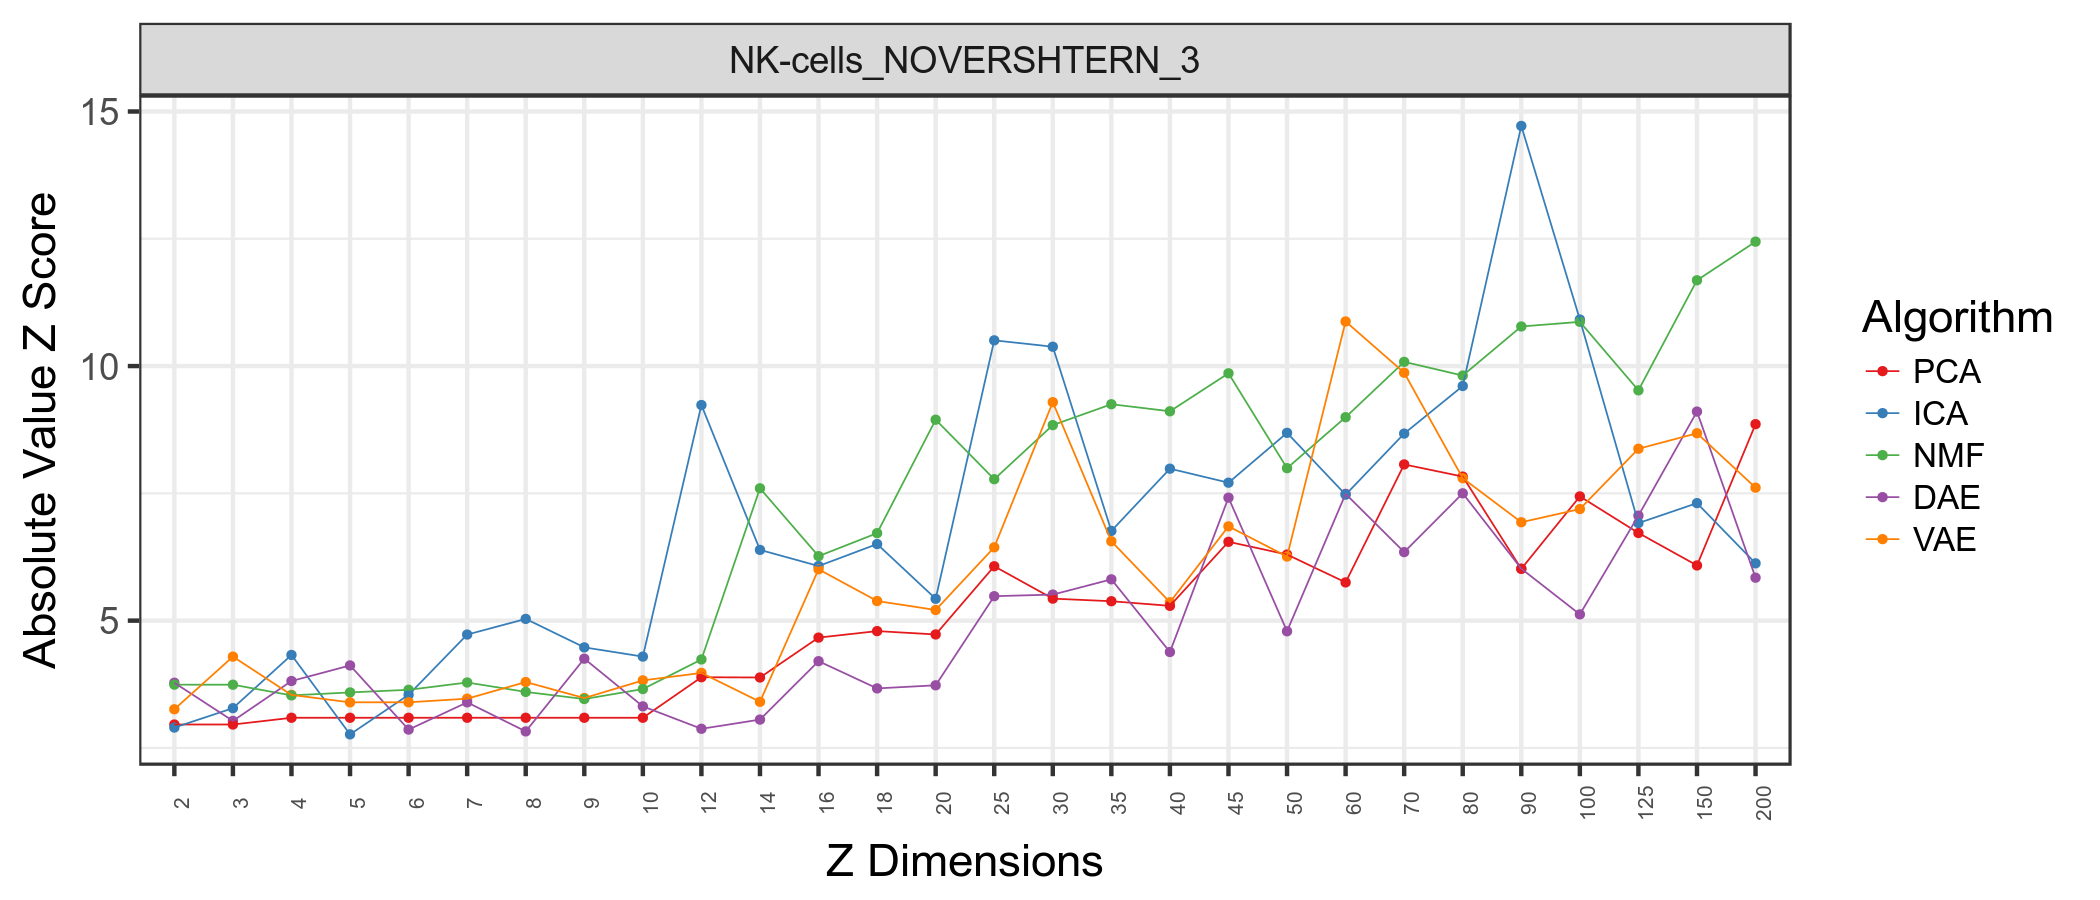 NK-cells_NOVERSHTERN_3
15
10
5
Absolute Value Z Score
2 3 4 5 6 7 8 9 10 12 14 16 18 20 25 30 35 40 45 50 60 70 80 90 100 125 150 200
Z Dimensions
Algorithm
PCA
ICA
NMF
DAE
VAE